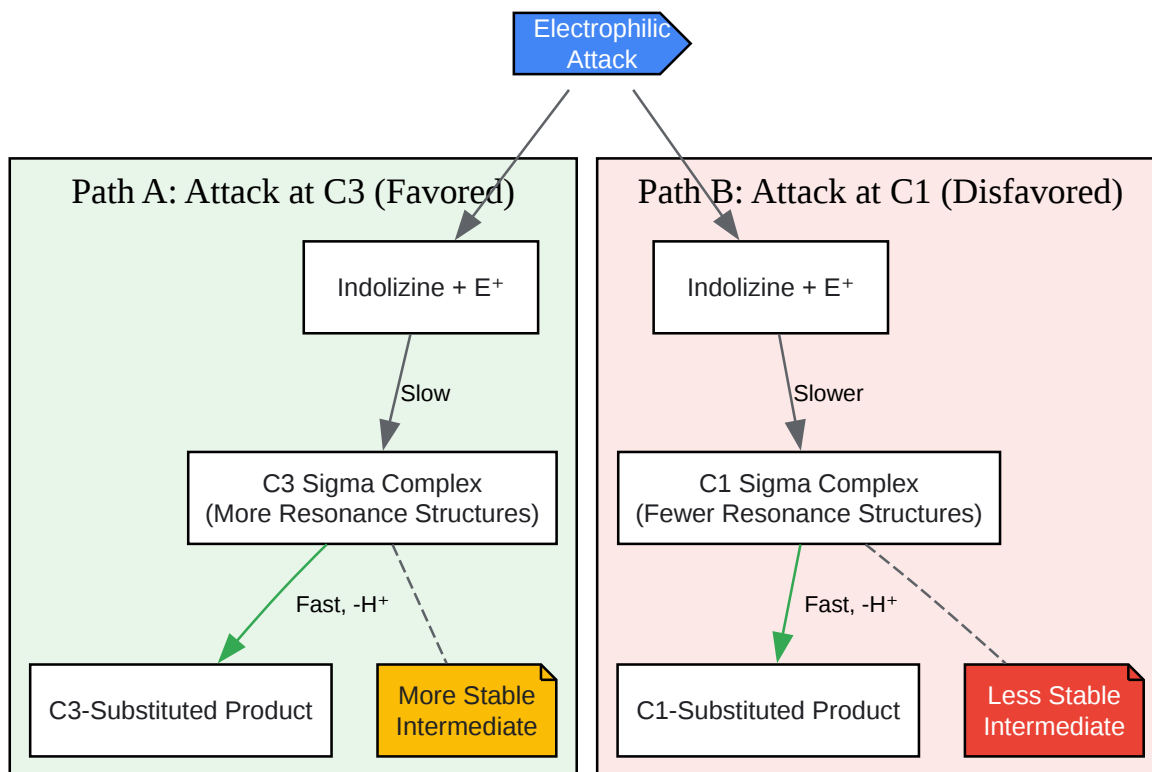 Electrophilic
Attack
Path A: Attack at C3 (Favored)
Indolizine + E⁺
Slow
C3 Sigma Complex
(More Resonance Structures)
Fast, -H⁺
C3-Substituted Product
More Stable
Intermediate
Path B: Attack at C1 (Disfavored)
Indolizine + E⁺
Slower
C1 Sigma Complex
(Fewer Resonance Structures)
Fast, -H⁺
C1-Substituted Product
Less Stable
Intermediate